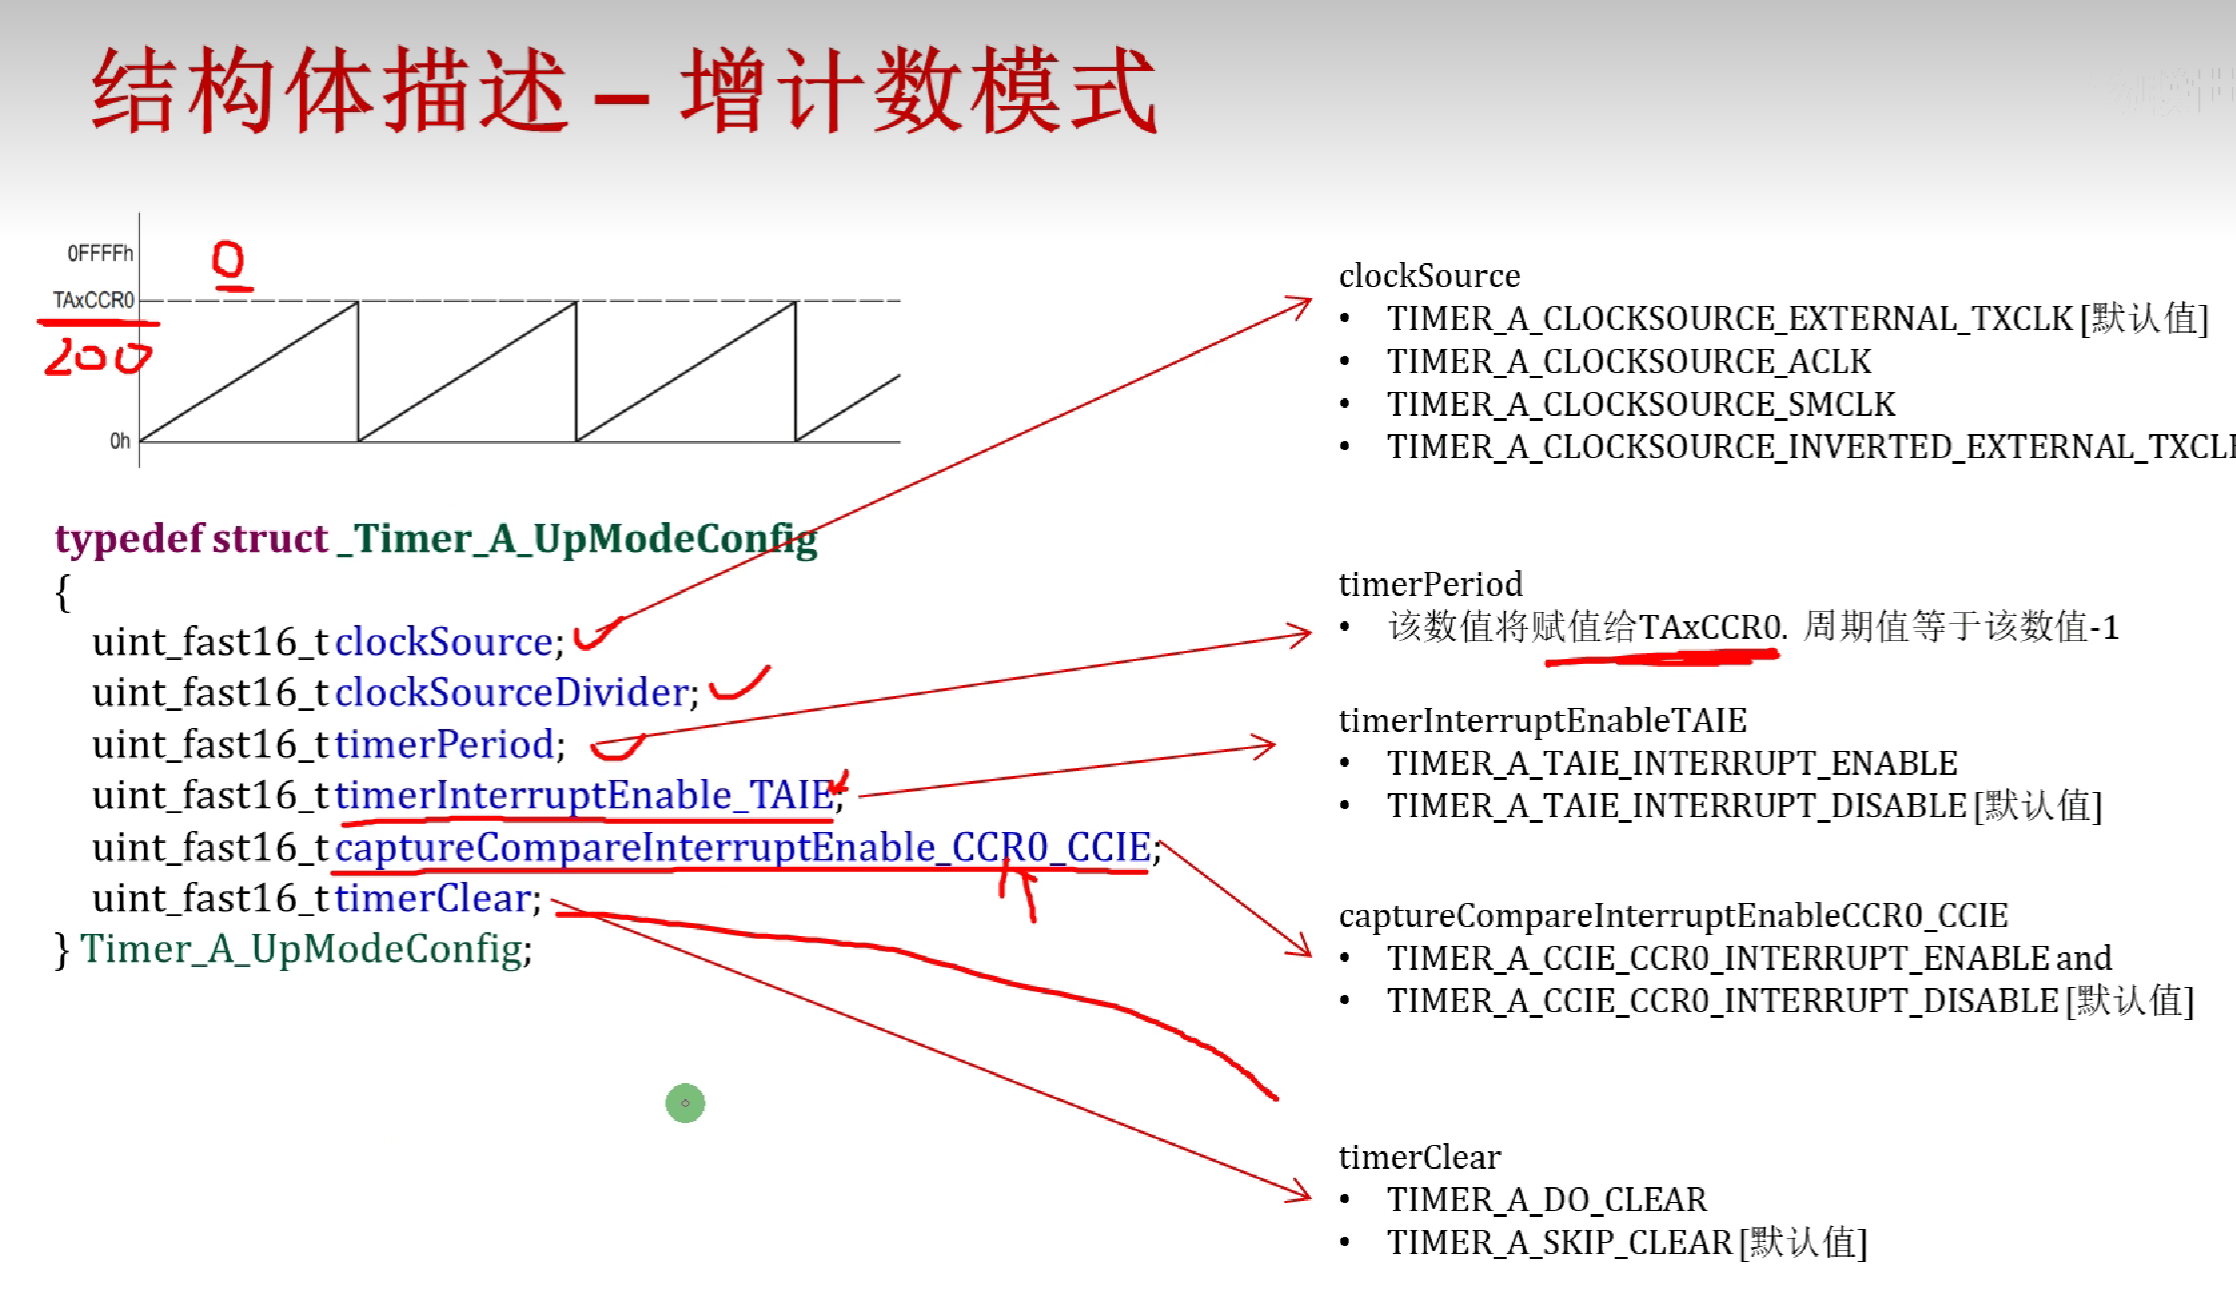 结构体描述 – 增计数模式
0FFFFh
0
TAxCCR0
200
0h
typedef struct _Timer_A_UpModeConfig
{
uint_fast16_t clockSource;
uint_fast16_t clockSourceDivider;
uint_fast16_t timerPeriod;
uint_fast16_t timerInterruptEnable_TAIE;
uint_fast16_t captureCompareInterruptEnable_CCR0_CCIE;
uint_fast16_t timerClear;
} Timer_A_UpModeConfig;
clockSource
• TIMER_A_CLOCKSOURCE_EXTERNAL_TXCLK [默认值]
• TIMER_A_CLOCKSOURCE_ACLK
• TIMER_A_CLOCKSOURCE_SMCLK
• TIMER_A_CLOCKSOURCE_INVERTED_EXTERNAL_TXCL
timerPeriod
• 该数值将赋值给TAxCCR0. 周期值等于该数值-1
timerInterruptEnableTAIE
• TIMER_A_TAIE_INTERRUPT_ENABLE
• TIMER_A_TAIE_INTERRUPT_DISABLE [默认值]
captureCompareInterruptEnableCCR0_CCIE
• TIMER_A_CCIE_CCR0_INTERRUPT_ENABLE and
• TIMER_A_CCIE_CCR0_INTERRUPT_DISABLE [默认值]
timerClear
• TIMER_A_DO_CLEAR
• TIMER_A_SKIP_CLEAR [默认值]